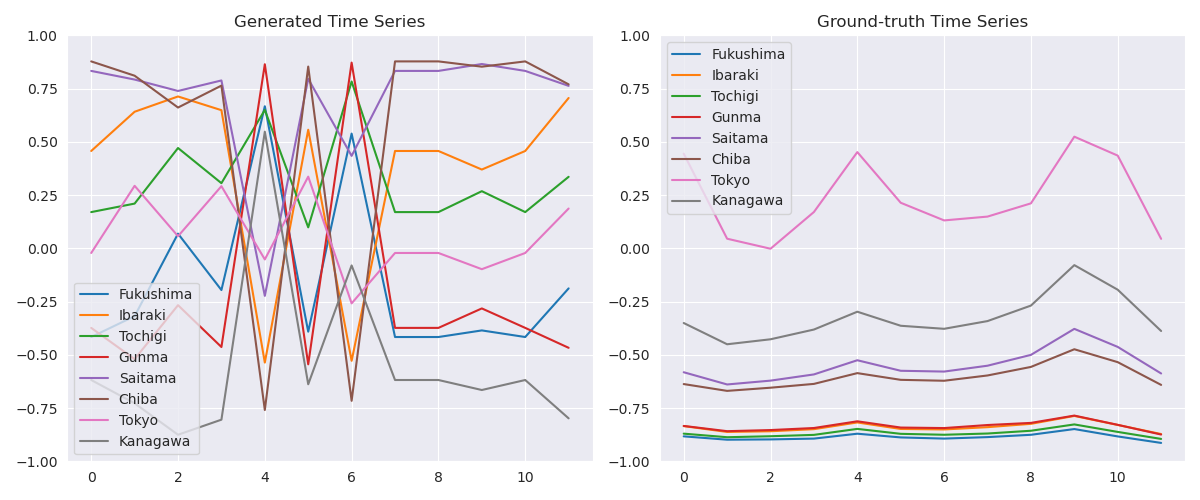 Generated Time Series
1.00
0.75
0.50
0.25
0.00
−0.25
−0.50
−0.75
−1.00
0
2
4
6
8
10
Fukushima
Ibaraki
Tochigi
Gunma
Saitama
Chiba
Tokyo
Kanagawa
Ground-truth Time Series
1.00
0.75
0.50
0.25
0.00
−0.25
−0.50
−0.75
−1.00
0
2
4
6
8
10
Fukushima
Ibaraki
Tochigi
Gunma
Saitama
Chiba
Tokyo
Kanagawa